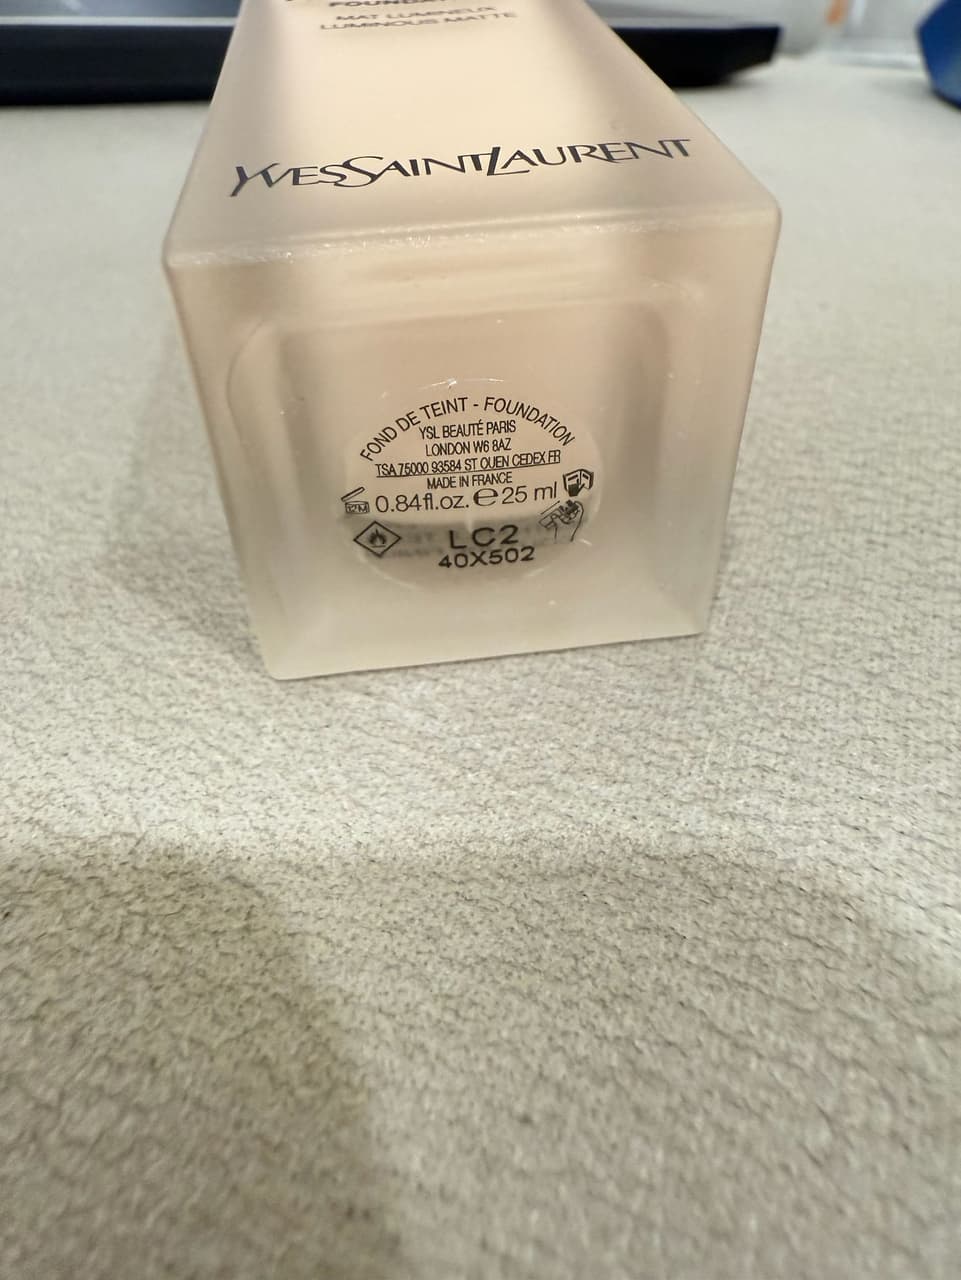 MAT LUMINEUX
LUMINOUS MATTE
YVESSAINTLAURENT
FOND DE TEINT - FOUNDATION
YSL BEAUTÉ PARIS
LONDON W6 8AZ
TSA 75000 93584 ST OUEN CEDEX FR
MADE IN FRANCE
12M 0.84fl.oz. e 25 ml
LC2
40X502